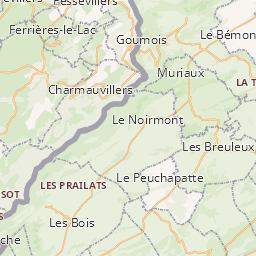 Fessevillers
Ferrières-le-Lac
Goumois
Le Bémon
Muriaux
Charmauvillers
LA T
Le Noirmont
Les Breuleux
LES PRAILATS
Le Peuchapatte
SOT
Les Bois